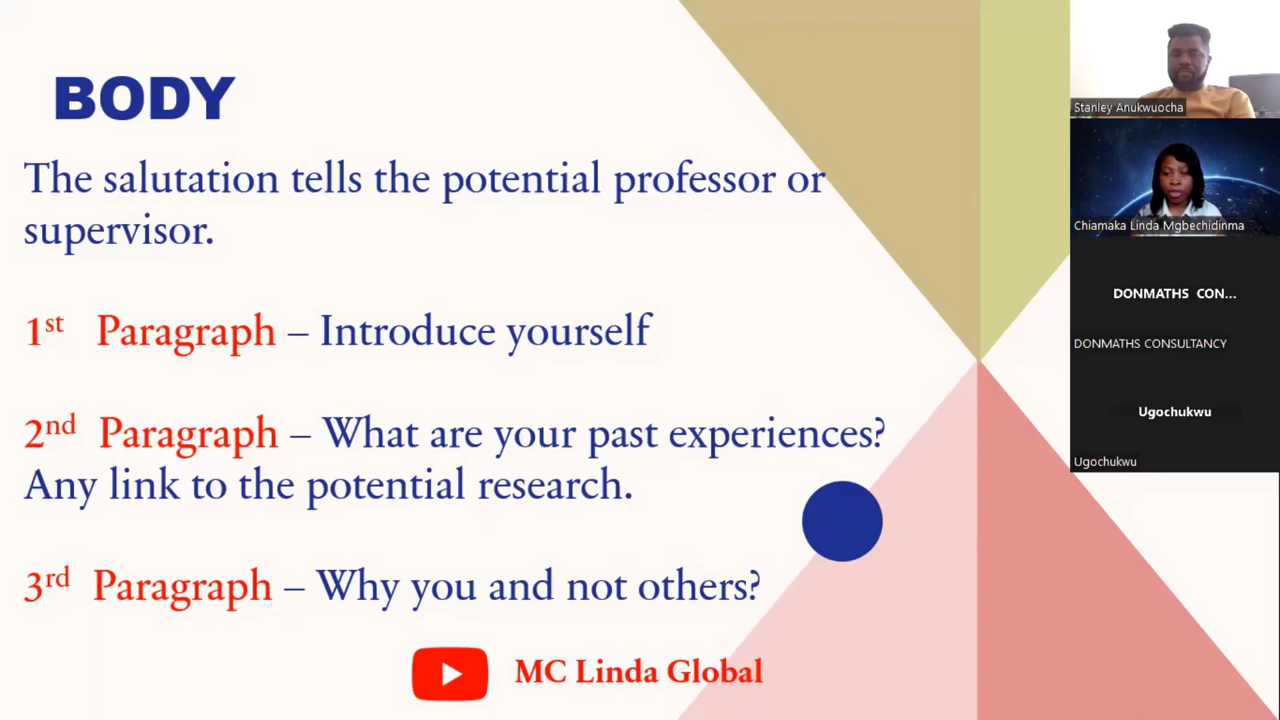 BODY
The salutation tells the potential professor or
supervisor.
1st Paragraph – Introduce yourself
2nd Paragraph – What are your past experiences?
Any link to the potential research.
3rd Paragraph – Why you and not others?
MC Linda Global
Stanley Anukwuocha
Chiamaka Linda Mgbechidinma
DONMATHS CON...
DONMATHS CONSULTANCY
Ugochukwu
Ugochukwu